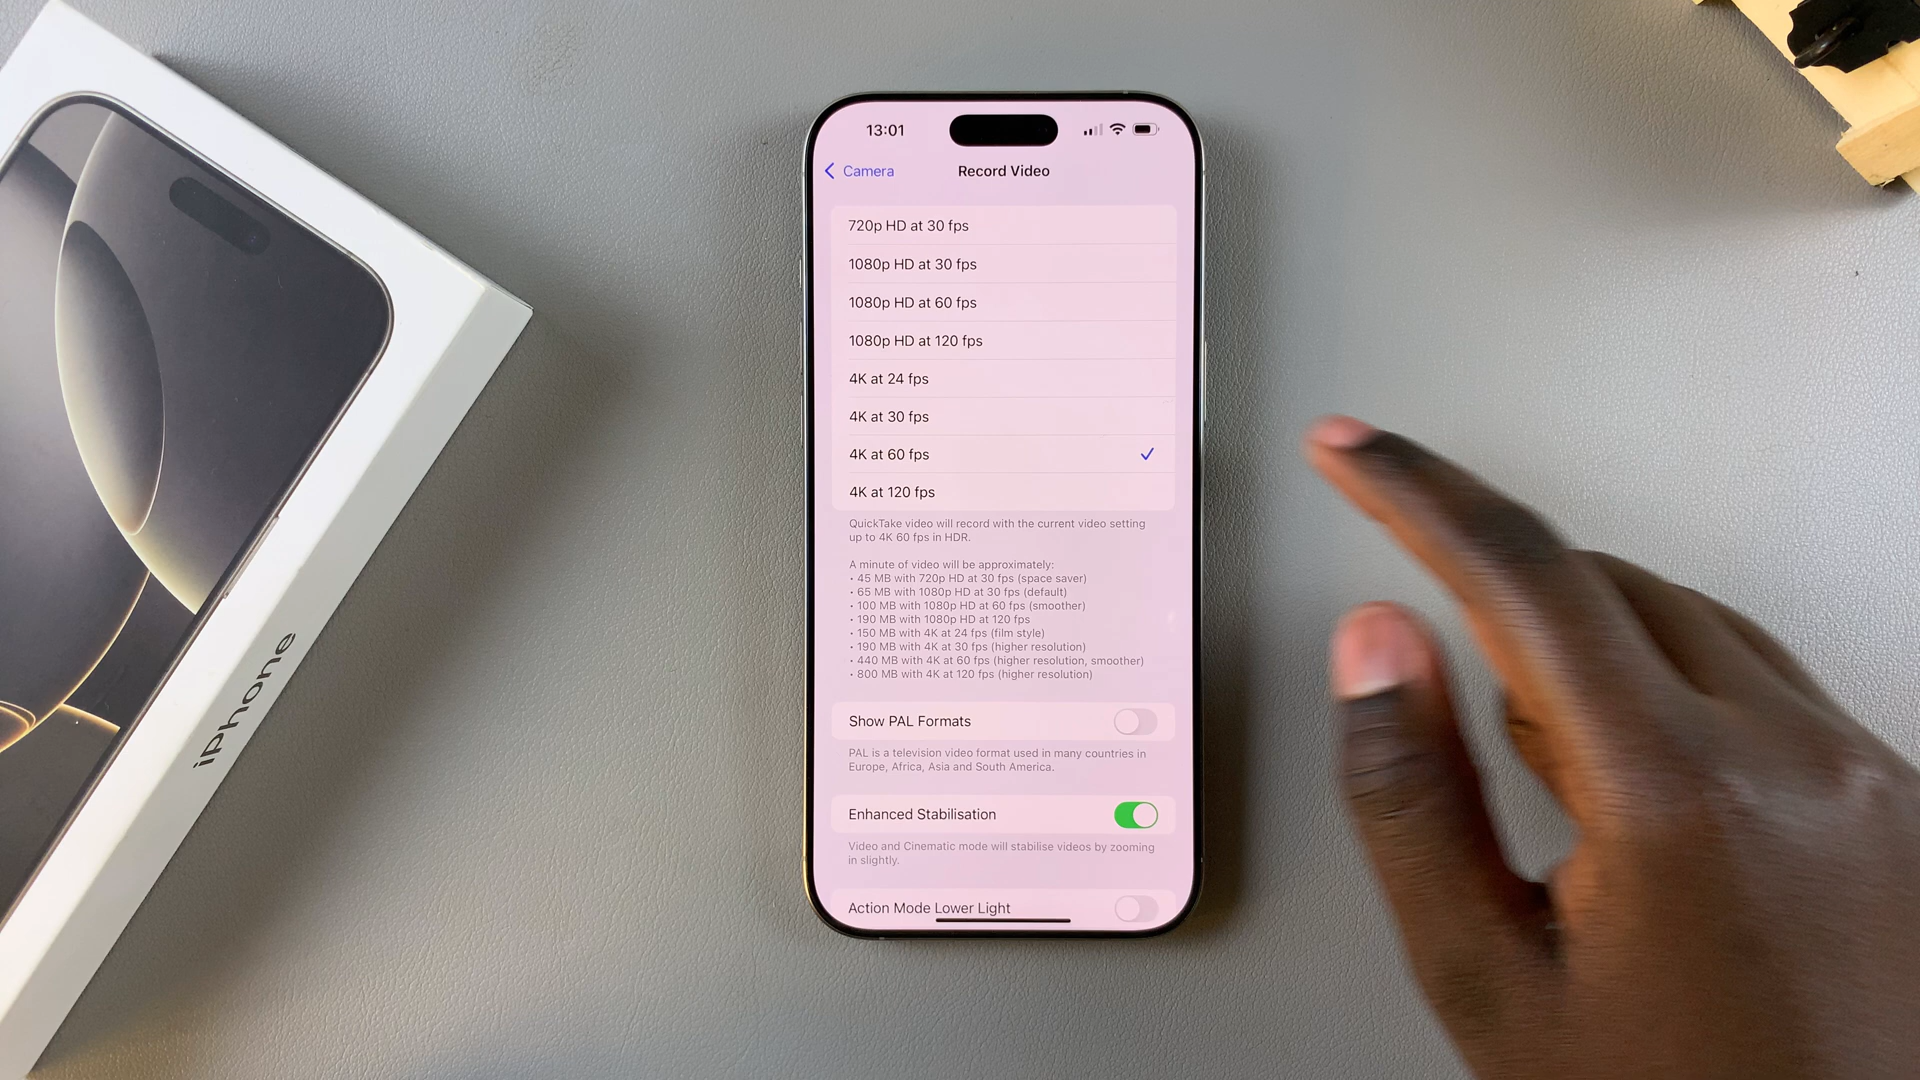 13:01
Camera
Record Video
720p HD at 30 fps
1080p HD at 30 fps
1080p HD at 60 fps
1080p HD at 120 fps
4K at 24 fps
4K at 30 fps
4K at 60 fps
4K at 120 fps
QuickTake video will record with the current video setting
up to 4K 60 fps in HDR.
A minute of video will be approximately:
• 45 MB with 720p HD at 30 fps (space saver)
• 65 MB with 1080p HD at 30 fps (default)
• 100 MB with 1080p HD at 60 fps (smoother)
• 190 MB with 1080p HD at 120 fps
• 150 MB with 4K at 24 fps (film style)
• 190 MB with 4K at 30 fps (higher resolution)
• 440 MB with 4K at 60 fps (higher resolution, smoother)
• 800 MB with 4K at 120 fps (higher resolution)
Show PAL Formats
PAL is a television video format used in many countries in
Europe, Africa, Asia and South America.
Enhanced Stabilisation
Video and Cinematic mode will stabilise videos by zooming
in slightly.
Action Mode Lower Light
iPhone